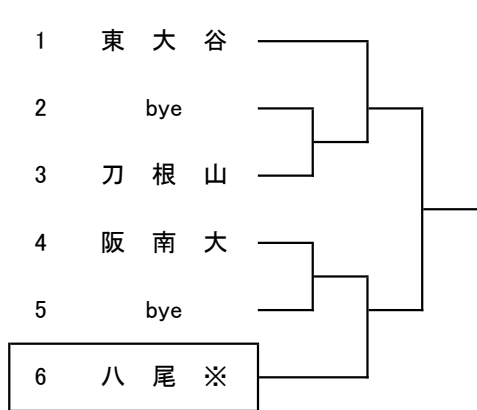 1 東 大 谷
2 bye
3 刀 根 山
4 阪 南 大
5 bye
6 八 尾 ※